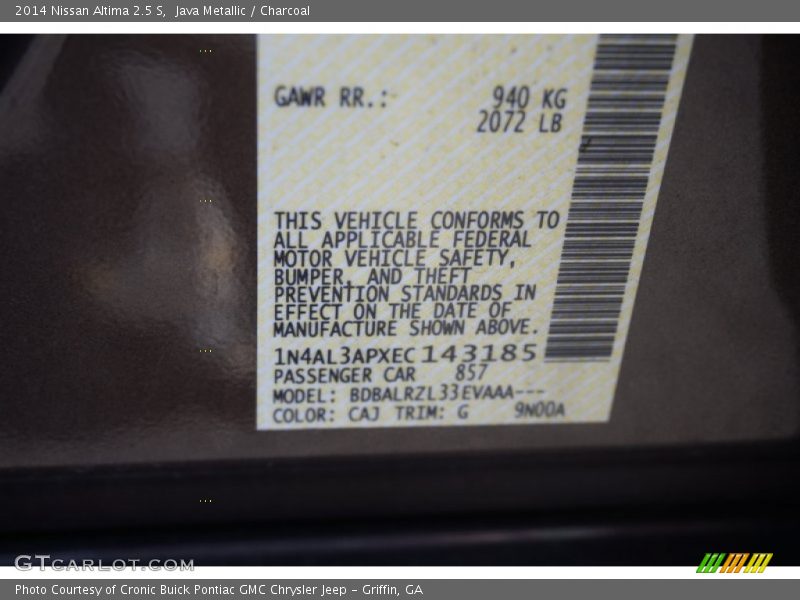 2014 Nissan Altima 2.5 S,  Java Metallic / Charcoal
GAWR RR.: 940 KG
2072 LB
THIS VEHICLE CONFORMS TO
ALL APPLICABLE FEDERAL
MOTOR VEHICLE SAFETY,
BUMPER, AND THEFT
PREVENTION STANDARDS IN
EFFECT ON THE DATE OF
MANUFACTURE SHOWN ABOVE.
1N4AL3APXEC143185
PASSENGER CAR 857
MODEL: BDBALRZL33EVAAA---
COLOR: CAJ TRIM: G 9N00A
GTCARLOT.COM
Photo Courtesy of Cronic Buick Pontiac GMC Chrysler Jeep - Griffin, GA